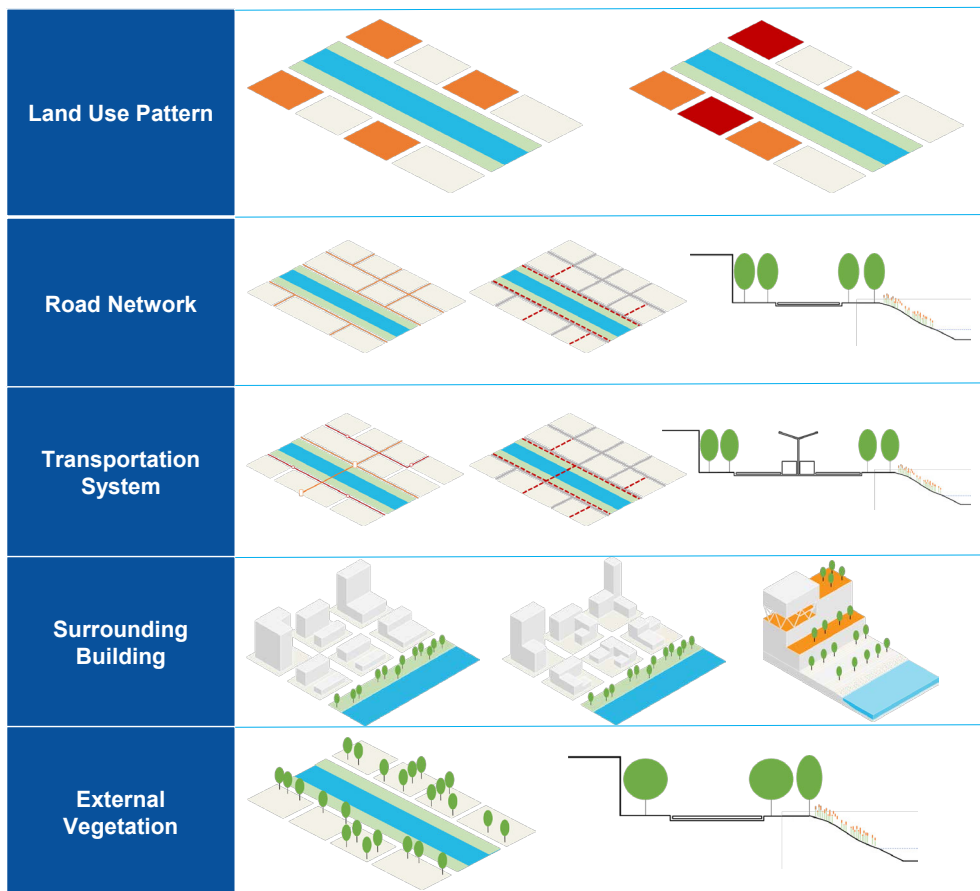 Land Use Pattern
Road Network
Transportation
System
Surrounding
Building
External
Vegetation